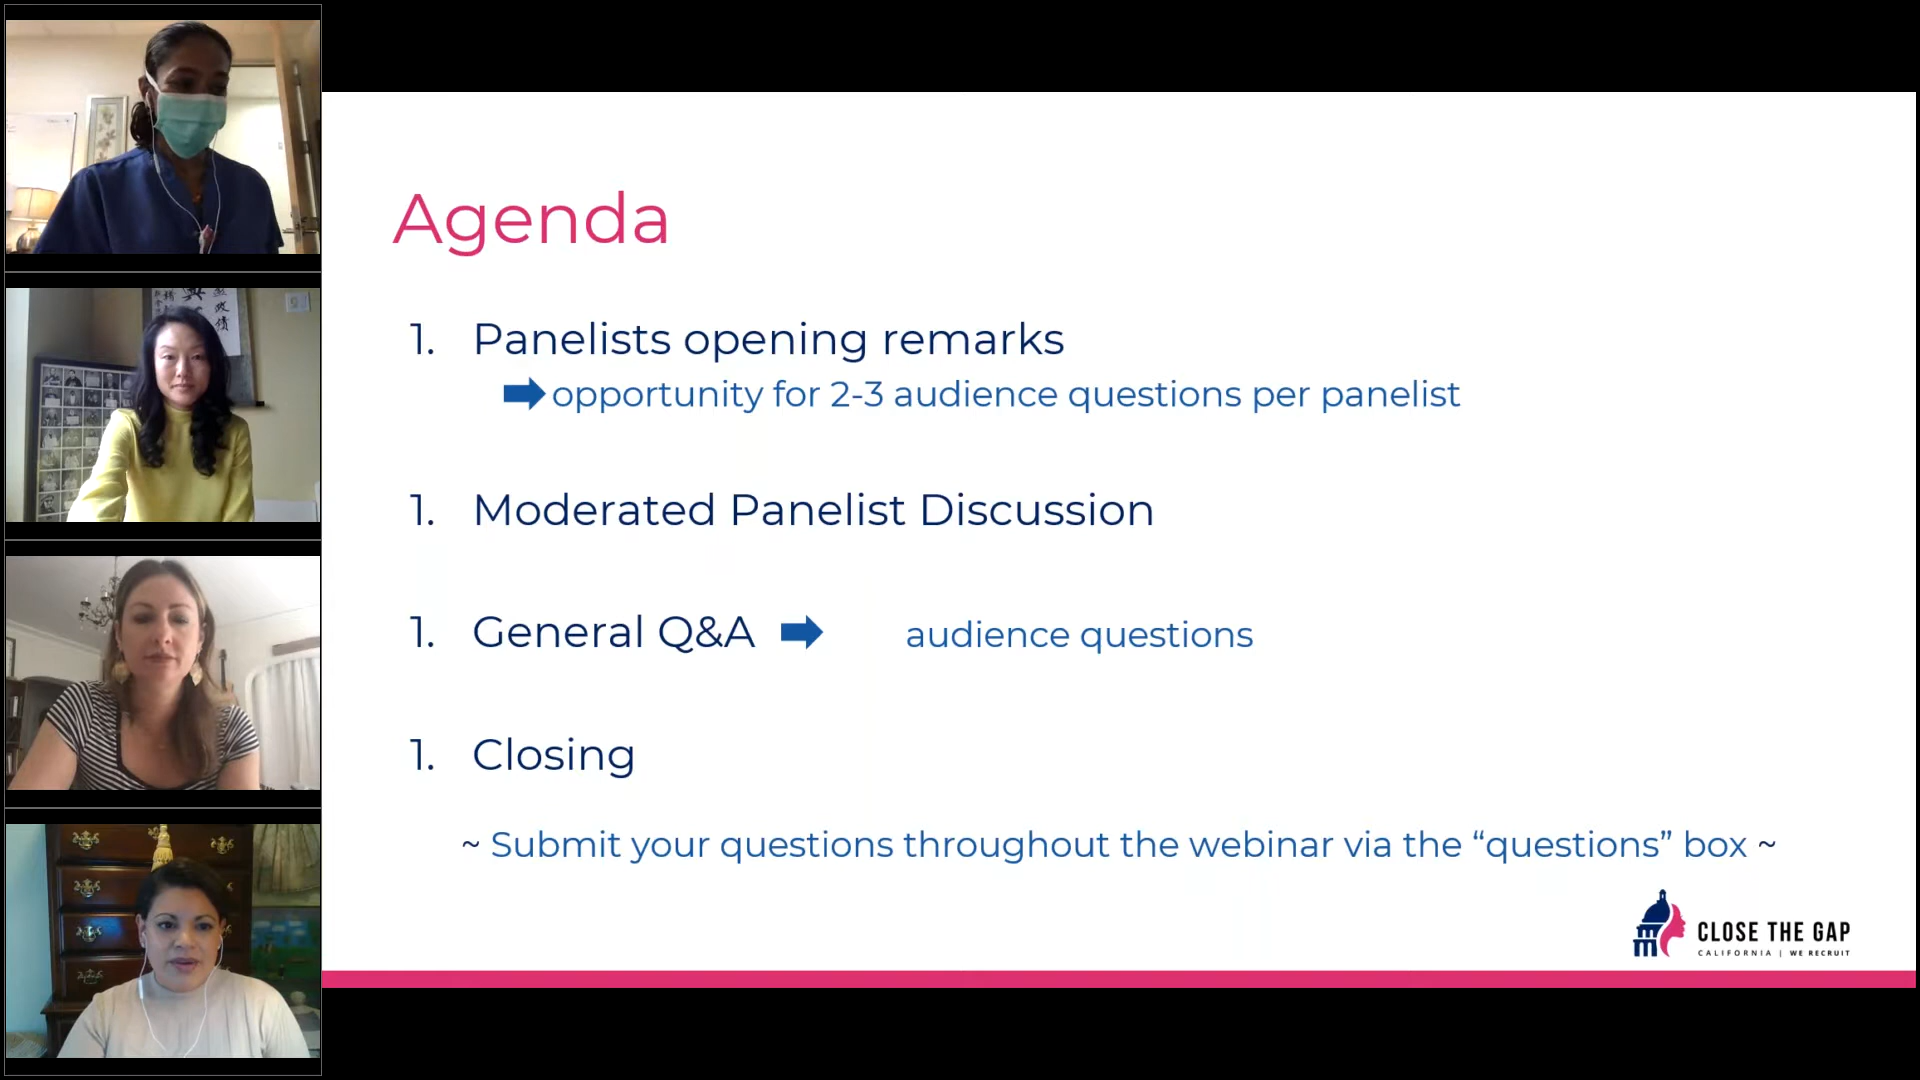 Agenda
1. Panelists opening remarks
opportunity for 2-3 audience questions per panelist
1. Moderated Panelist Discussion
1. General Q&A audience questions
1. Closing
~ Submit your questions throughout the webinar via the “questions” box ~
CLOSE THE GAP
CALIFORNIA | WE RECRUIT